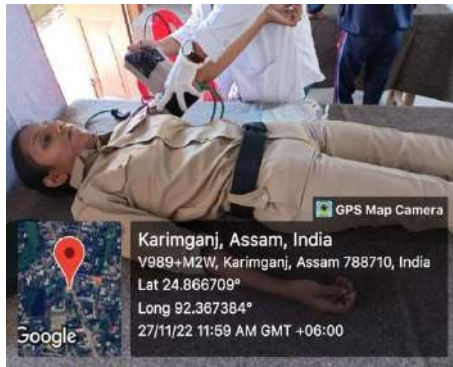 GPS Map Camera
Karimganj, Assam, India
V989+M2W, Karimganj, Assam 788710, India
Lat 24.866709°
Long 92.367384°
27/11/22 11:59 AM GMT +06:00
Google